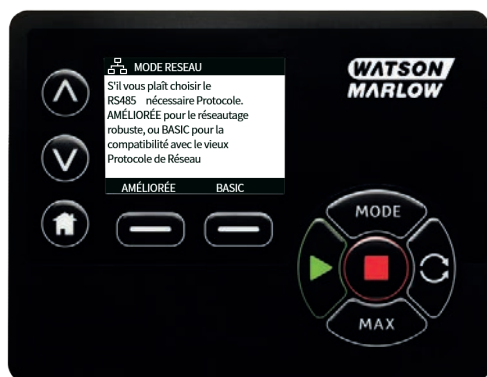 MODE RESEAU
S'il vous plaît choisir le
RS485 nécessaire Protocole.
AMÉLIORÉE pour le réseautage
robuste, ou BASIC pour la
compatibilité avec le vieux
Protocole de Réseau
AMÉLIORÉE BASIC
WATSON
MARLOW
MODE
MAX